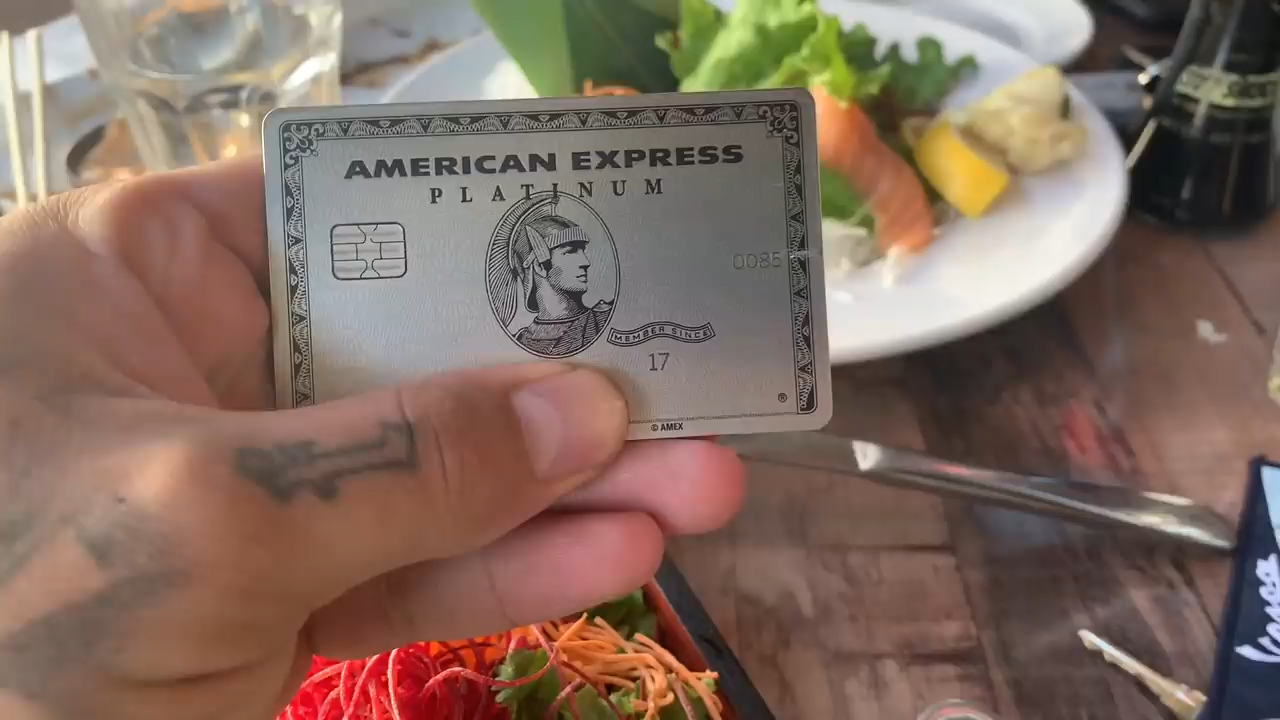 AMERICAN EXPRESS
PLATINUM
0085
MEMBER SINCE
17
®
© AMEX